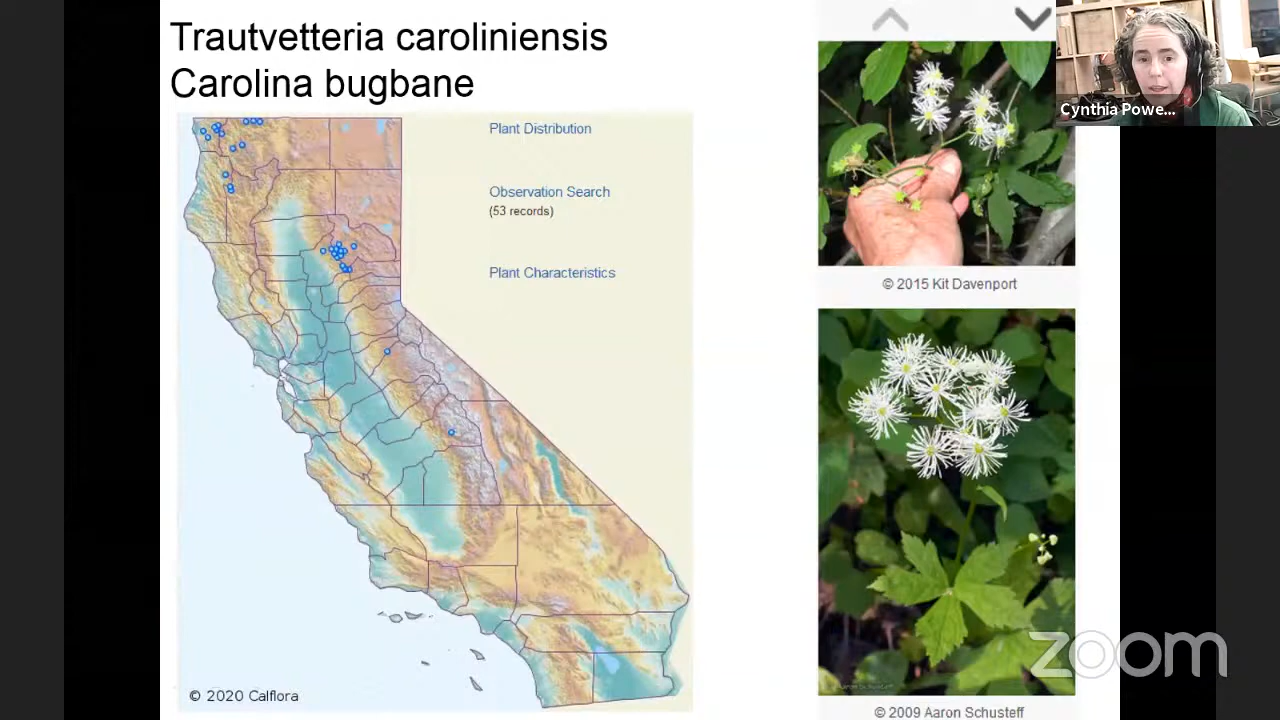 Trautvetteria caroliniensis
Carolina bugbane
Plant Distribution
Observation Search
(53 records)
Plant Characteristics
© 2020 Calflora
© 2015 Kit Davenport
© 2009 Aaron Schusteff
Cynthia Powe...
zoom